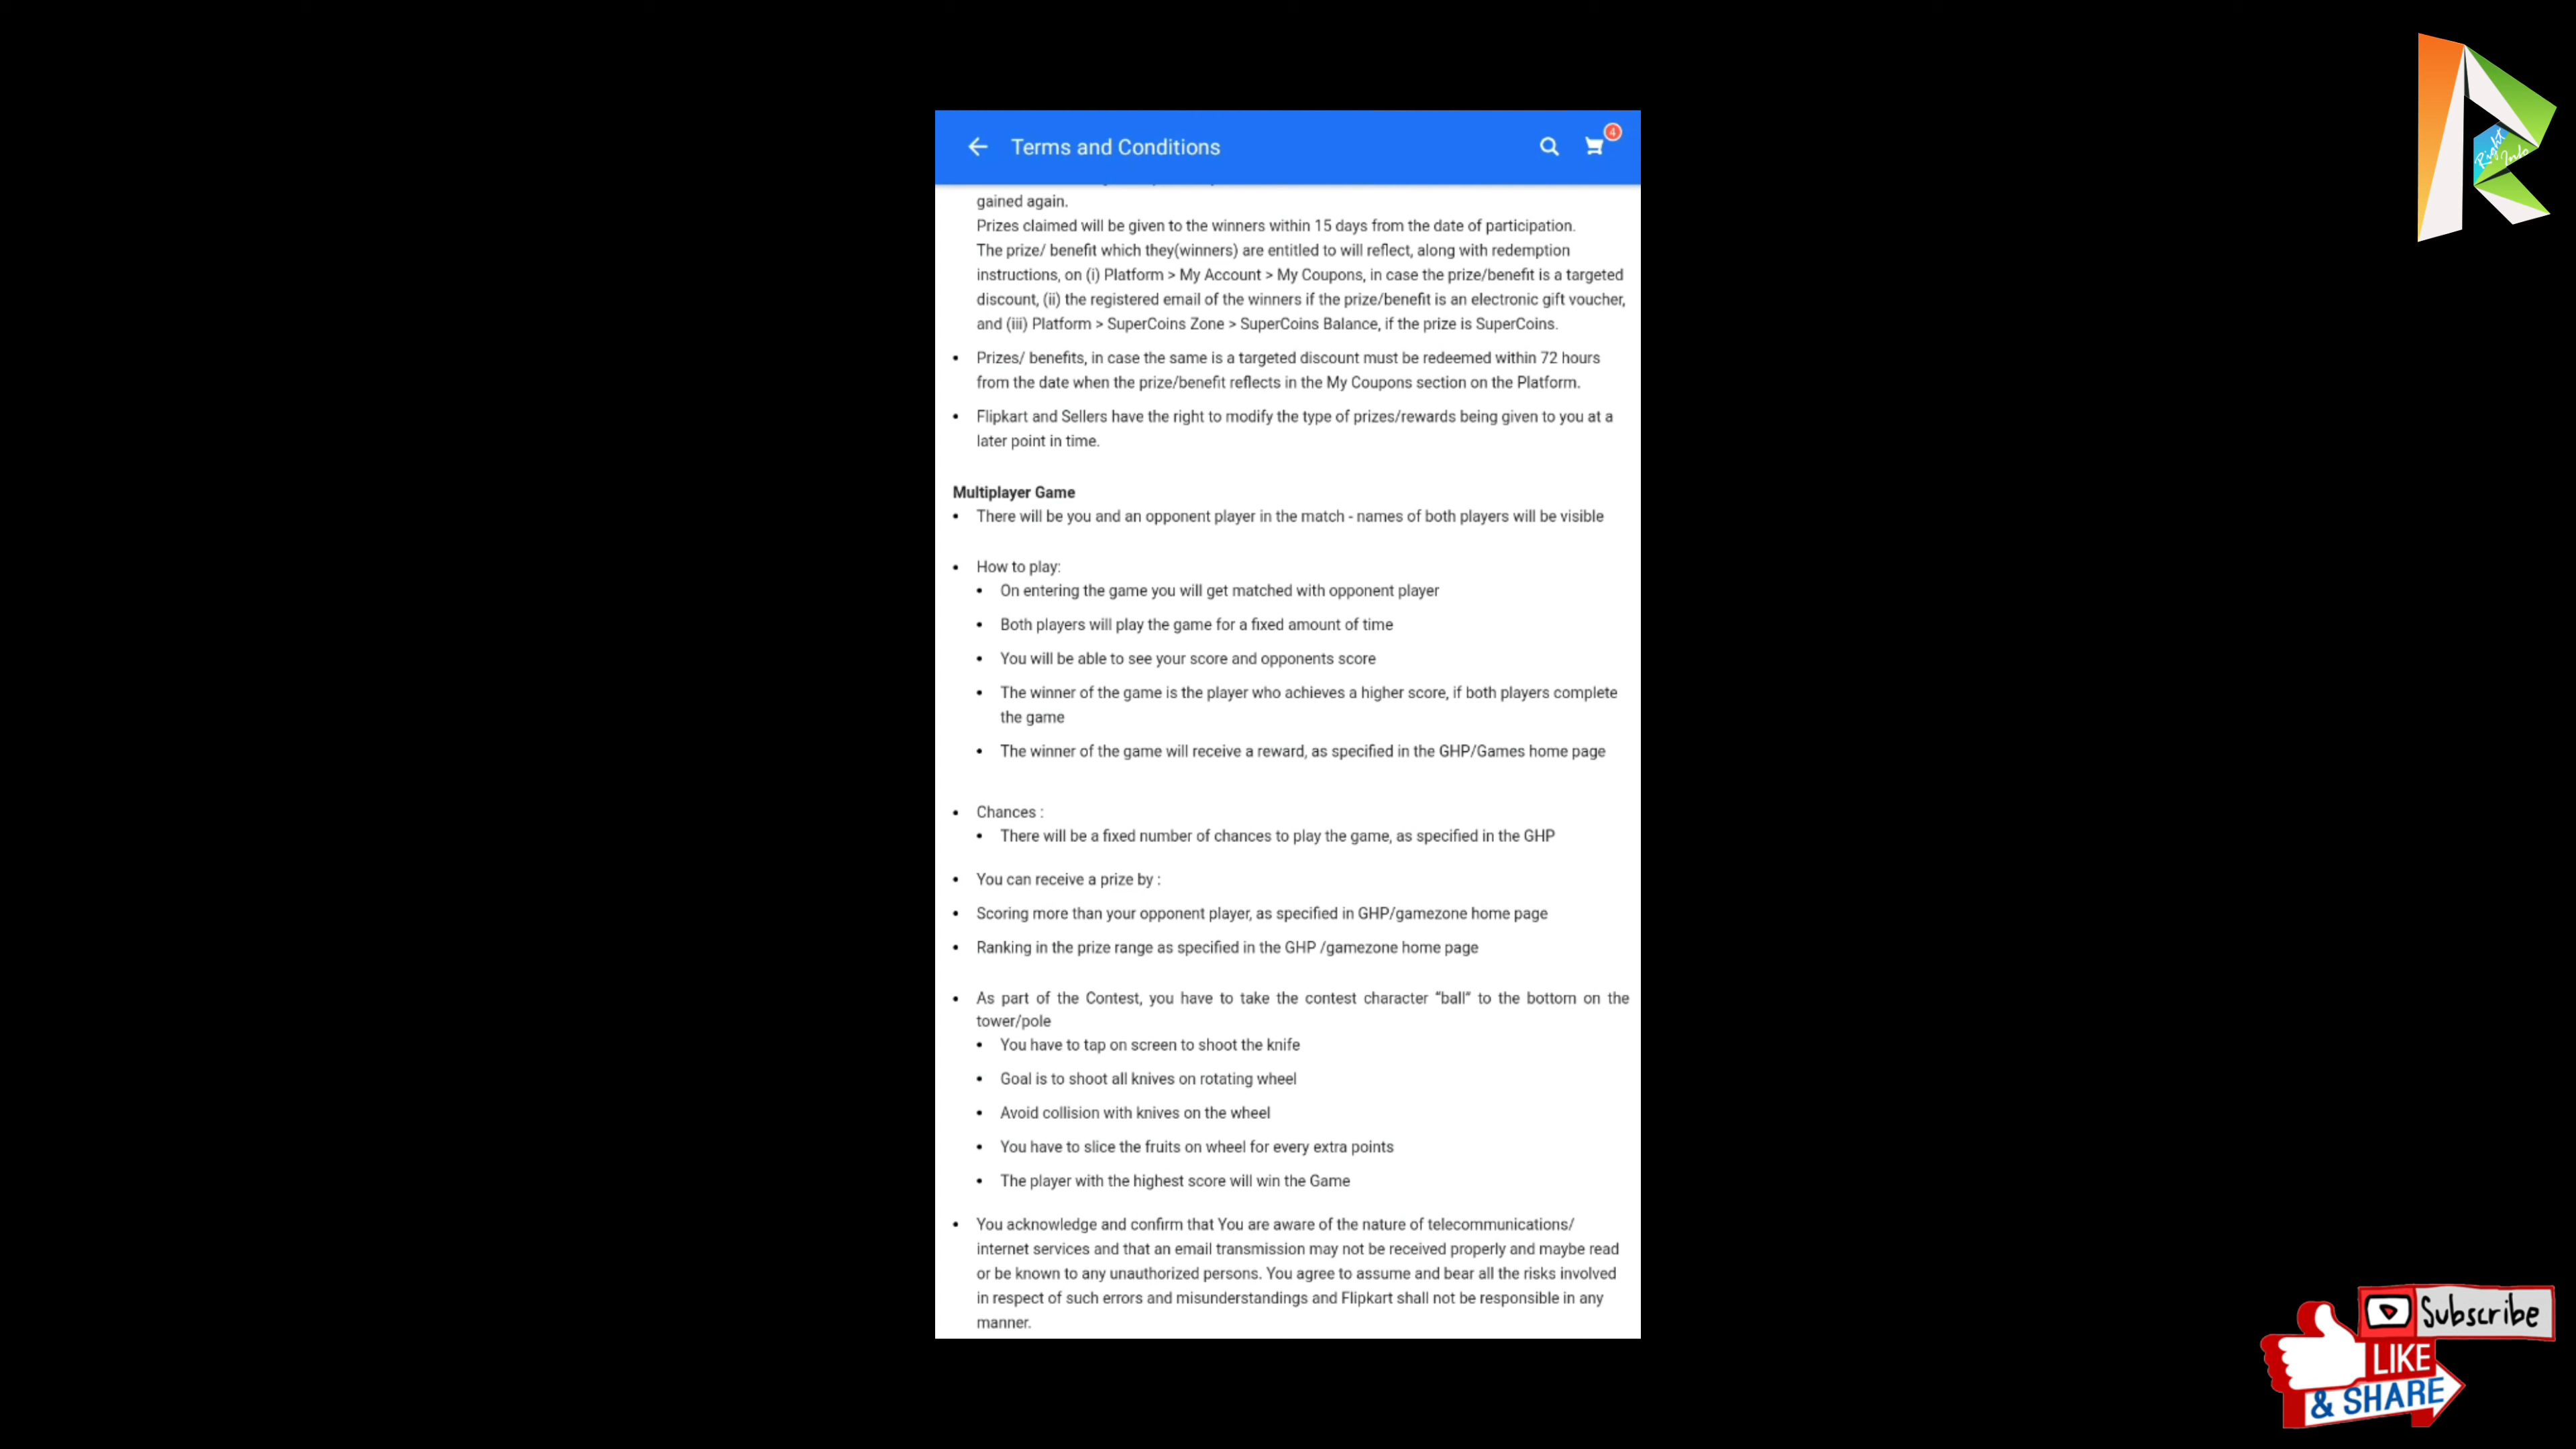 Terms and Conditions
4
gained again.
Prizes claimed will be given to the winners within 15 days from the date of participation.
The prize/ benefit which they(winners) are entitled to will reflect, along with redemption
instructions, on (i) Platform > My Account > My Coupons, in case the prize/benefit is a targeted
discount, (ii) the registered email of the winners if the prize/benefit is an electronic gift voucher,
and (iii) Platform > SuperCoins Zone > SuperCoins Balance, if the prize is SuperCoins.
• Prizes/ benefits, in case the same is a targeted discount must be redeemed within 72 hours
from the date when the prize/benefit reflects in the My Coupons section on the Platform.
• Flipkart and Sellers have the right to modify the type of prizes/rewards being given to you at a
later point in time.
Multiplayer Game
• There will be you and an opponent player in the match - names of both players will be visible
• How to play:
• On entering the game you will get matched with opponent player
• Both players will play the game for a fixed amount of time
• You will be able to see your score and opponents score
• The winner of the game is the player who achieves a higher score, if both players complete
the game
• The winner of the game will receive a reward, as specified in the GHP/Games home page
• Chances :
• There will be a fixed number of chances to play the game, as specified in the GHP
• You can receive a prize by :
• Scoring more than your opponent player, as specified in GHP/gamezone home page
• Ranking in the prize range as specified in the GHP /gamezone home page
• As part of the Contest, you have to take the contest character “ball” to the bottom on the
tower/pole
• You have to tap on screen to shoot the knife
• Goal is to shoot all knives on rotating wheel
• Avoid collision with knives on the wheel
• You have to slice the fruits on wheel for every extra points
• The player with the highest score will win the Game
• You acknowledge and confirm that You are aware of the nature of telecommunications/
internet services and that an email transmission may not be received properly and maybe read
or be known to any unauthorized persons. You agree to assume and bear all the risks involved
in respect of such errors and misunderstandings and Flipkart shall not be responsible in any
manner.
Right
Info
Subscribe
LIKE
& SHARE